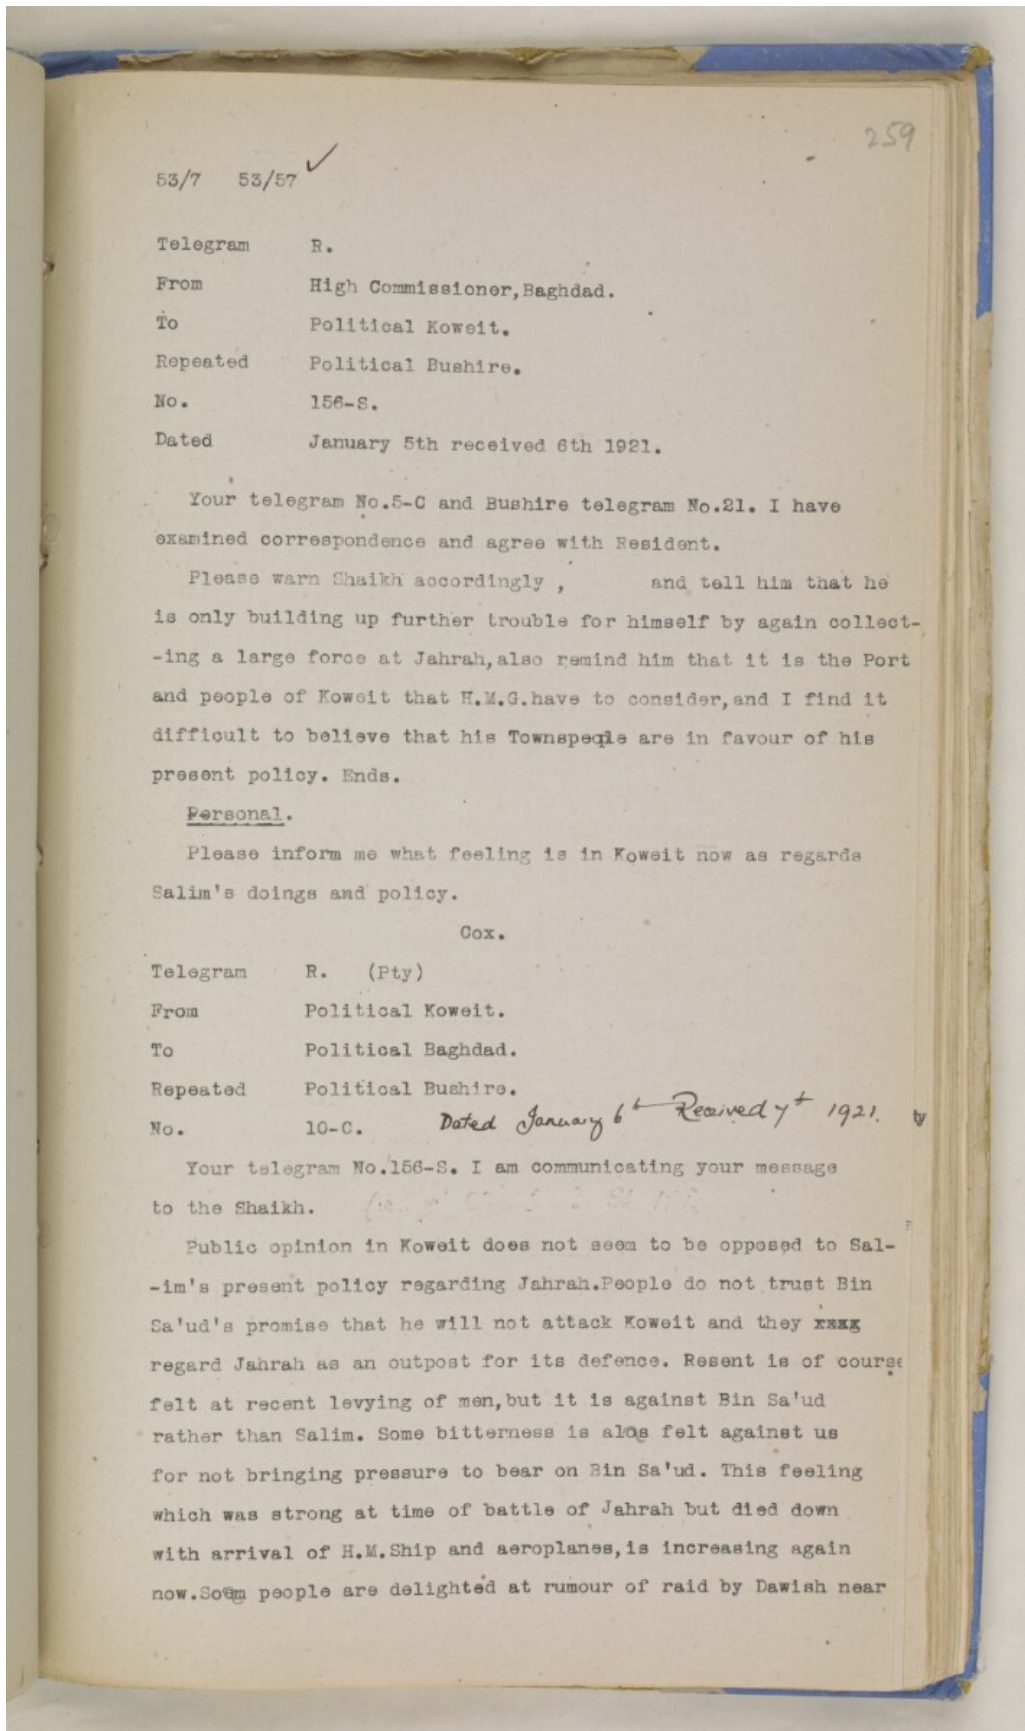 259
53/7 53/57
Telegram R.
From High Commissioner,Baghdad.
To Political Koweit.
Repeated Political Bushire.
No. 156-S.
Dated January 5th received 6th 1921.
Your telegram No.5-C and Bushire telegram No.21. I have
examined correspondence and agree with Resident.
Please warn Shaikh accordingly , and tell him that he
is only building up further trouble for himself by again collect-
-ing a large force at Jahrah,also remind him that it is the Port
and people of Koweit that H.M.G.have to consider,and I find it
difficult to believe that his Townspeqle are in favour of his
present policy. Ends.
Personal.
Please inform me what feeling is in Koweit now as regards
Salim's doings and policy.
Cox.
Telegram R. (Pty)
From Political Koweit.
To Political Baghdad.
Repeated Political Bushire.
No. 10-C. Dated January 6th Received 7th 1921.
Your telegram No.156-S. I am communicating your message
to the Shaikh.
Public opinion in Koweit does not seem to be opposed to Sal-
-im's present policy regarding Jahrah.People do not trust Bin
Sa'ud's promise that he will not attack Koweit and they
regard Jahrah as an outpost for its defence. Resent is of course
felt at recent levying of men,but it is against Bin Sa'ud
rather than Salim. Some bitterness is alos felt against us
for not bringing pressure to bear on Bin Sa'ud. This feeling
which was strong at time of battle of Jahrah but died down
with arrival of H.M.Ship and aeroplanes,is increasing again
now.Soem people are delighted at rumour of raid by Dawish near